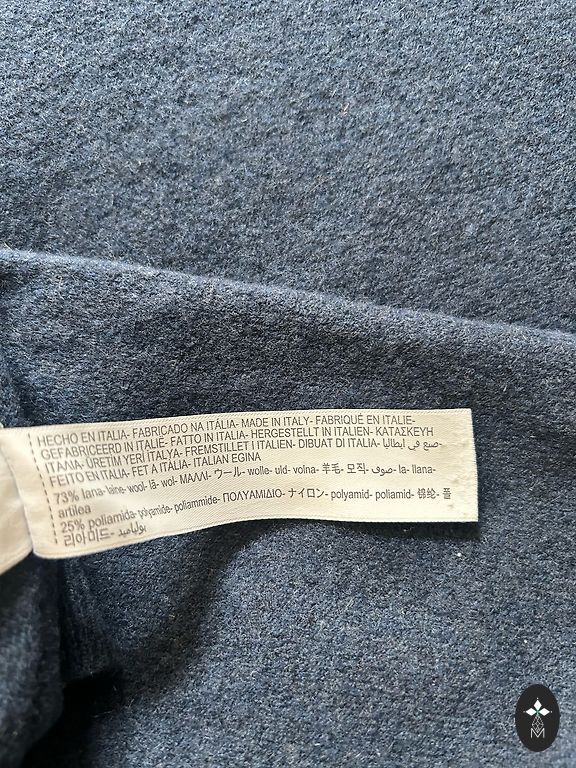 HECHO EN ITALIA- FABRICADO NA ITÁLIA- MADE IN ITALY- FABRIQUÉ EN ITALIE-
GEFABRICEERD IN ITALIË- FATTO IN ITALIA- HERGESTELLT IN ITALIEN- ΚΑΤΑΣΚΕΥΗ
ΙΤΑΛΙΑ- ÜRETIM YERI ITALYA- FREMSTILLET I ITALIEN- DIBUAT DI ITALIA- صنع في ايطاليا-
FEITO EN ITALIA- FET A ITÀLIA- ITALIAN EGINA
73% lana- laine- wool- lã- wol- ΜΑΛΛΙ- ウール- wolle- uld- volna- 羊毛- 모직- صوف- la- llana-
artilea
25% poliamida- polyamide- poliammide- ΠΟΛΥΑΜΙΔΙΟ- ナイロン- polyamid- poliamid- 锦纶- 폴
리아미드- بولياميد
M